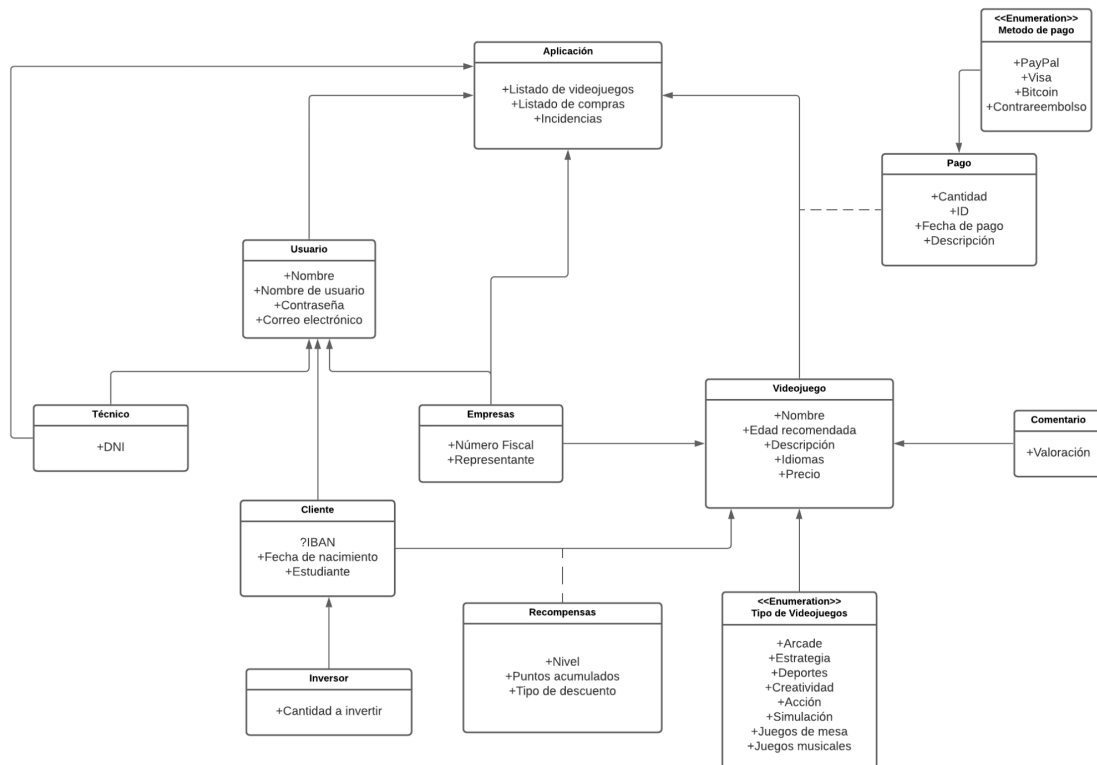 <<Enumeration>>
Metodo de pago
+PayPal
+Visa
+Bitcoin
+Contrareembolso
Aplicación
+Listado de videojuegos
+Listado de compras
+Incidencias
Pago
+Cantidad
+ID
+Fecha de pago
+Descripción
Usuario
+Nombre
+Nombre de usuario
+Contraseña
+Correo electrónico
Técnico
+DNI
Empresas
+Número Fiscal
+Representante
Videojuego
+Nombre
+Edad recomendada
+Descripción
+Idiomas
+Precio
Comentario
+Valoración
Cliente
?IBAN
+Fecha de nacimiento
+Estudiante
Recompensas
+Nivel
+Puntos acumulados
+Tipo de descuento
<<Enumeration>>
Tipo de Videojuegos
+Arcade
+Estrategia
+Deportes
+Creatividad
+Acción
+Simulación
+Juegos de mesa
+Juegos musicales
Inversor
+Cantidad a invertir